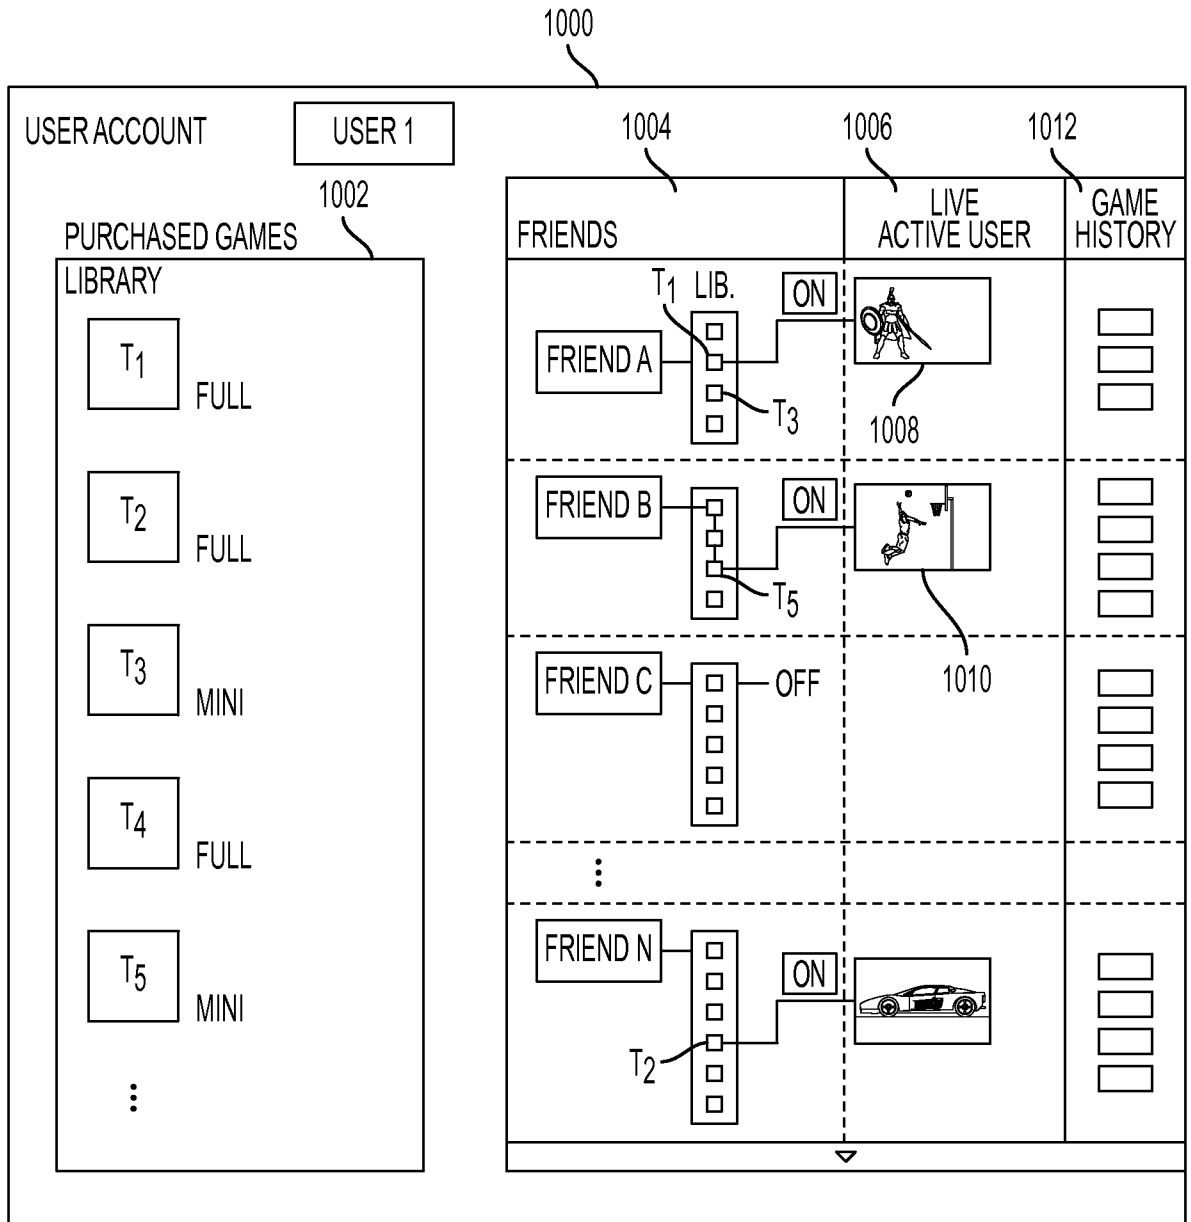 1000
USER ACCOUNT
USER 1
1004
1006
1012
1002
PURCHASED GAMES
LIBRARY
T1
FULL
T2
FULL
T3
MINI
T4
FULL
T5
MINI
FRIENDS
LIVE
ACTIVE USER
GAME
HISTORY
T1
LIB.
ON
FRIEND A
T3
1008
FRIEND B
ON
T5
1010
FRIEND C
OFF
FRIEND N
ON
T2